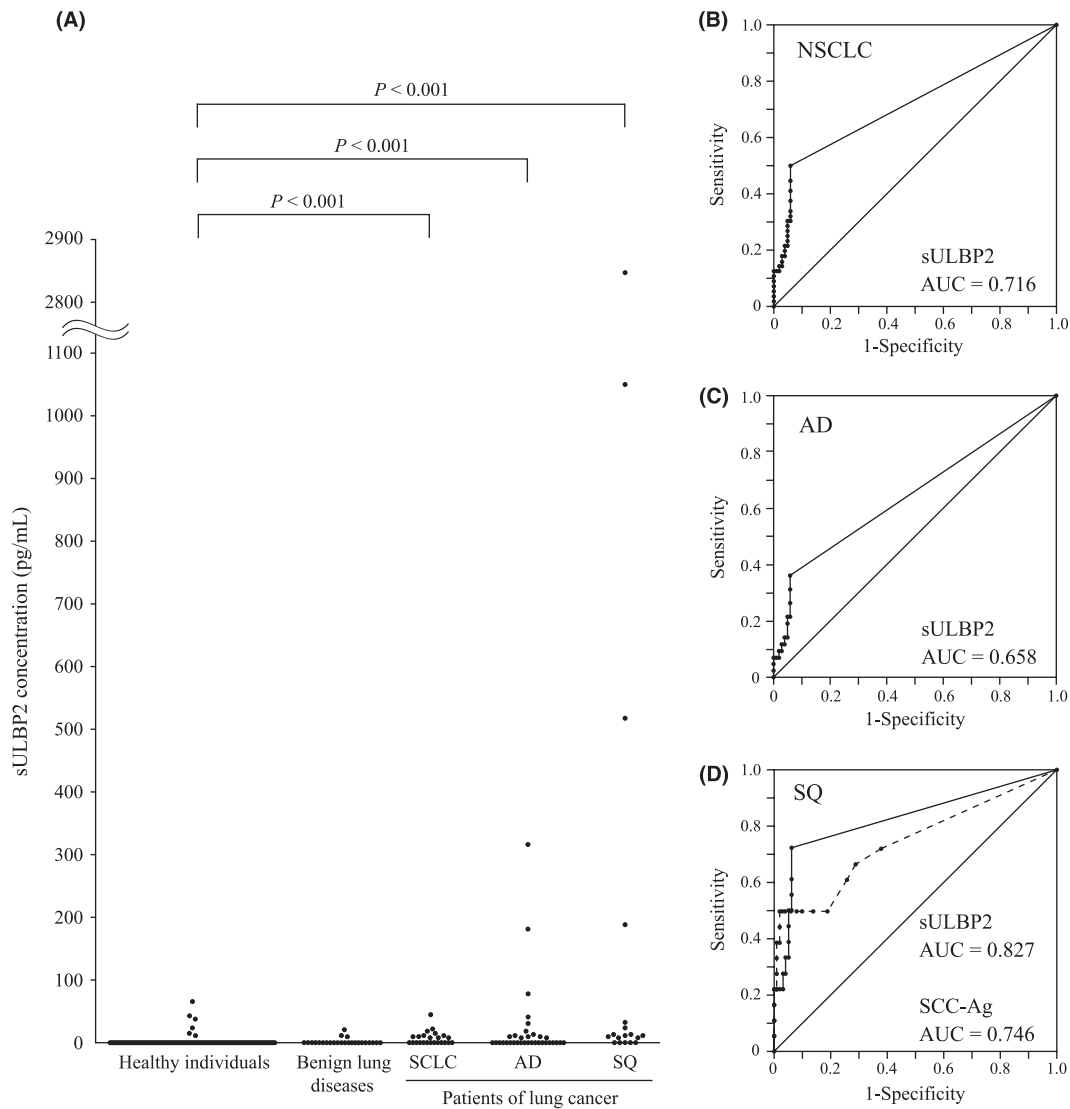 (A)
P < 0.001
P < 0.001
P < 0.001
sULBP2 concentration (pg/mL)
2900
2800
1100
1000
900
800
700
600
500
400
300
200
100
0
Healthy individuals
Benign lung
diseases
SCLC
AD
SQ
Patients of lung cancer
(B)
NSCLC
Sensitivity
1.0
0.8
0.6
0.4
0.2
0
sULBP2
AUC = 0.716
0
0.2
0.4
0.6
0.8
1.0
1-Specificity
(C)
AD
Sensitivity
1.0
0.8
0.6
0.4
0.2
0
sULBP2
AUC = 0.658
0
0.2
0.4
0.6
0.8
1.0
1-Specificity
(D)
SQ
Sensitivity
1.0
0.8
0.6
0.4
0.2
0
sULBP2
AUC = 0.827
SCC-Ag
AUC = 0.746
0
0.2
0.4
0.6
0.8
1.0
1-Specificity